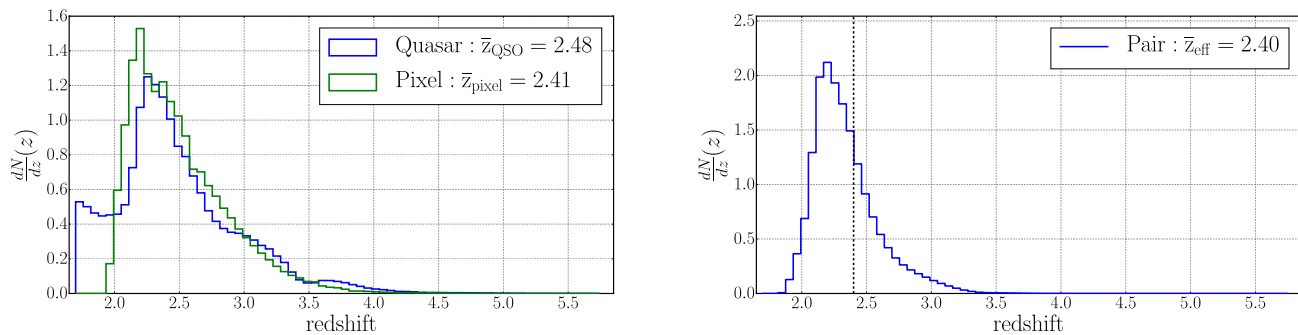 1.6
1.4
1.2
1.0
0.8
0.6
0.4
0.2
0.0
dN/dz (z)
2.0 2.5 3.0 3.5 4.0 4.5 5.0 5.5
redshift
Quasar : z̅_QSO = 2.48
Pixel : z̅_pixel = 2.41
2.5
2.0
1.5
1.0
0.5
0.0
dN/dz (z)
2.0 2.5 3.0 3.5 4.0 4.5 5.0 5.5
redshift
Pair : z̅_eff = 2.40